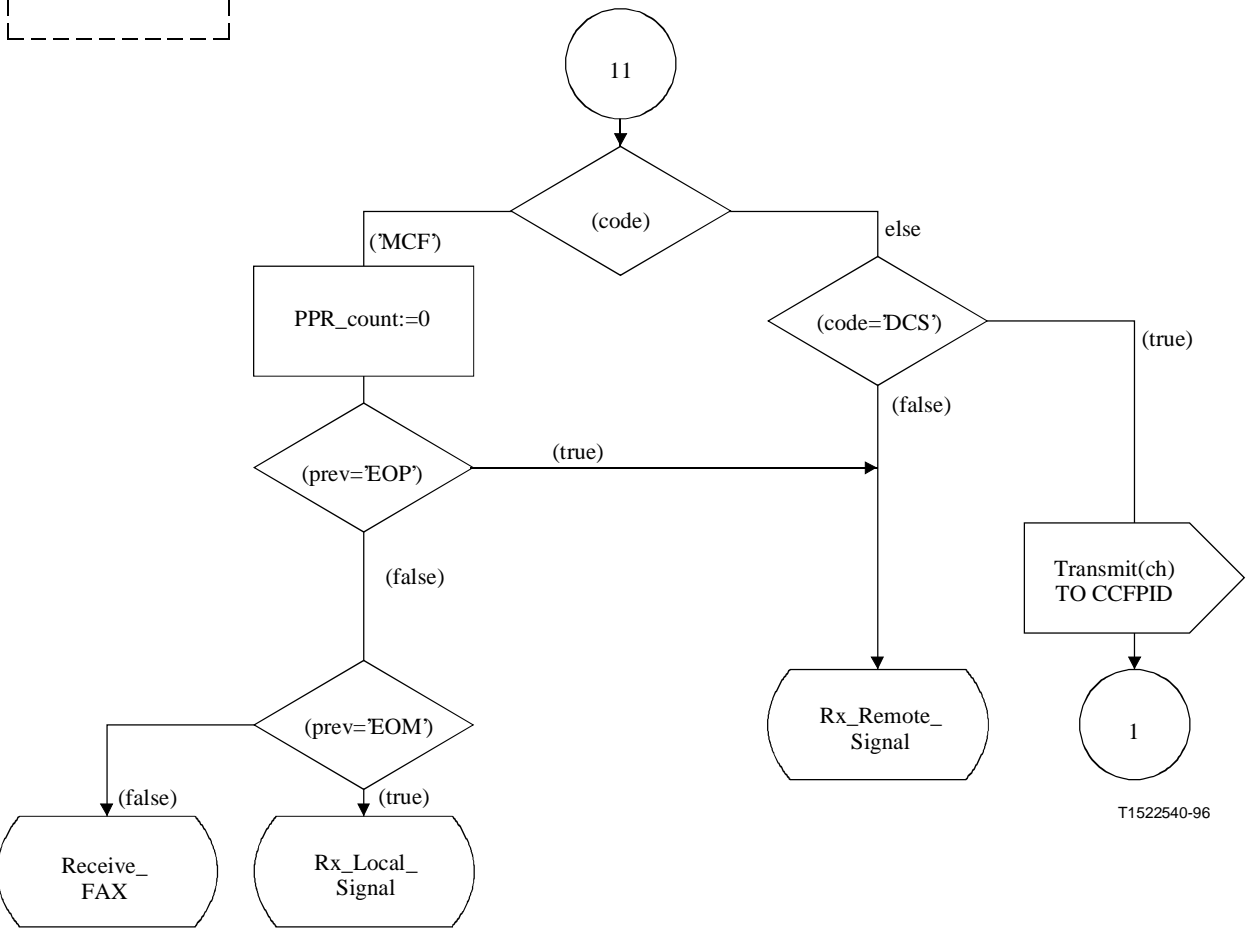 11
(code)
('MCF')
else
PPR_count:=0
(code='DCS')
(true)
(false)
(prev='EOP')
(true)
(false)
Transmit(ch)
TO CCFPID
(prev='EOM')
Rx_Remote_
Signal
1
(false)
(true)
T1522540-96
Receive_
FAX
Rx_Local_
Signal